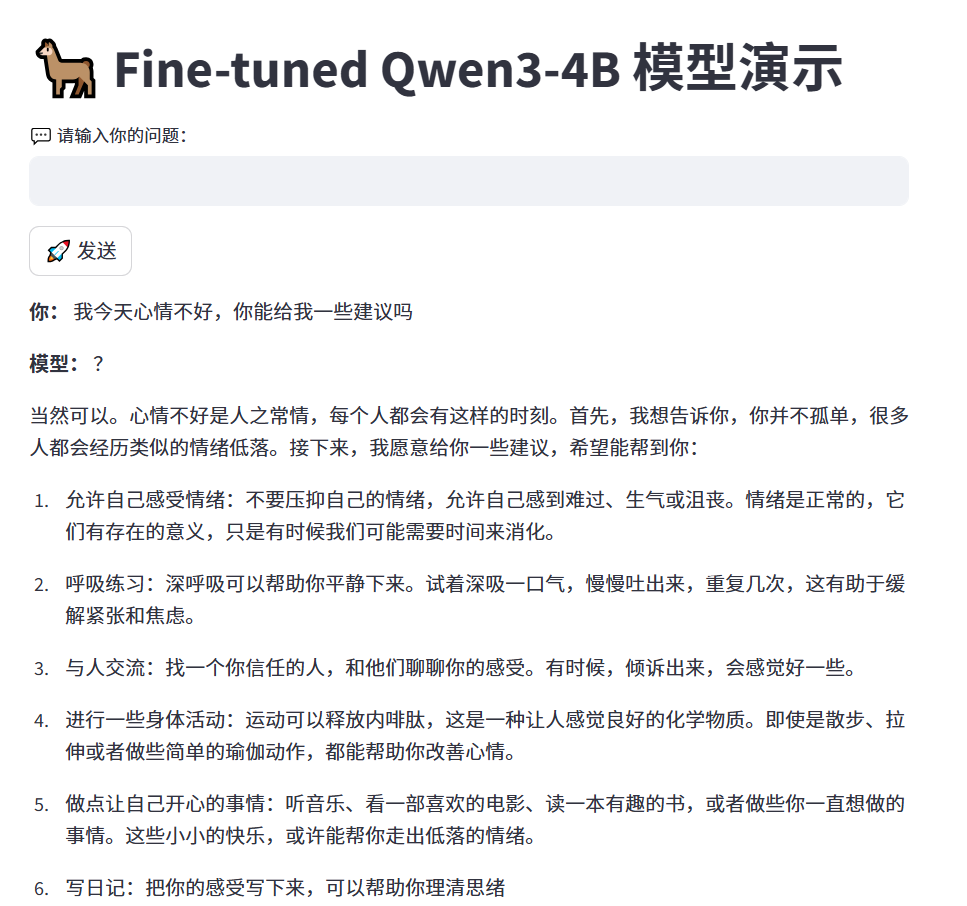 Fine-tuned Qwen3-4B 模型演示
请输入你的问题：
发送
你： 我今天心情不好，你能给我一些建议吗
模型： ？
当然可以。心情不好是人之常情，每个人都会有这样的时刻。首先，我想告诉你，你并不孤单，很多
人都会经历类似的情绪低落。接下来，我愿意给你一些建议，希望能帮到你：
1. 允许自己感受情绪：不要压抑自己的情绪，允许自己感到难过、生气或沮丧。情绪是正常的，它
们有存在的意义，只是有时候我们可能需要时间来消化。
2. 呼吸练习：深呼吸可以帮助你平静下来。试着深吸一口气，慢慢吐出来，重复几次，这有助于缓
解紧张和焦虑。
3. 与人交流：找一个你信任的人，和他们聊聊你的感受。有时候，倾诉出来，会感觉好一些。
4. 进行一些身体活动：运动可以释放内啡肽，这是一种让人感觉良好的化学物质。即使是散步、拉
伸或者做些简单的瑜伽动作，都能帮助你改善心情。
5. 做点让自己开心的事情：听音乐、看一部喜欢的电影、读一本有趣的书，或者做些你一直想做的
事情。这些小小的快乐，或许能帮你走出低落的情绪。
6. 写日记：把你的感受写下来，可以帮助你理清思绪